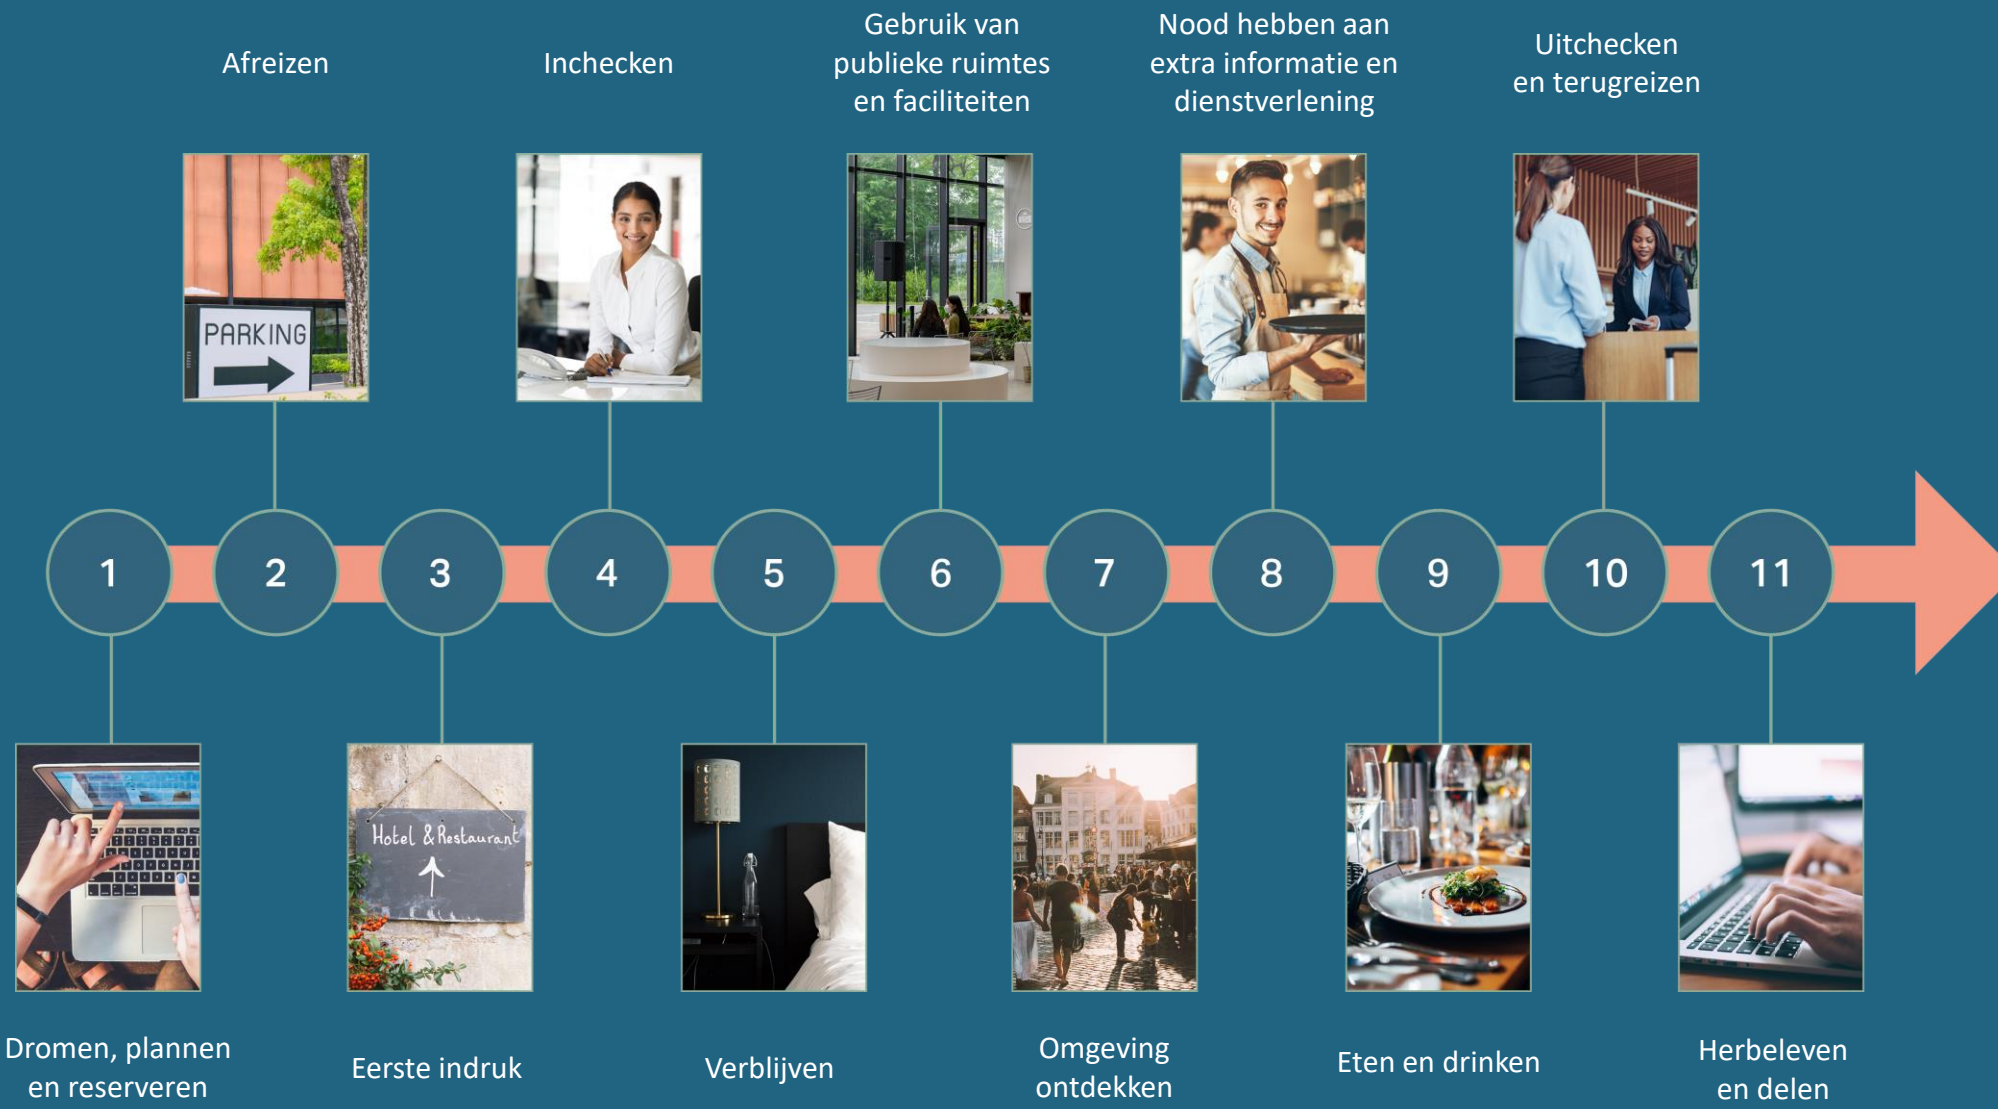 Afreizen
Inchecken
Gebruik van
publieke ruimtes
en faciliteiten
Nood hebben aan
extra informatie en
dienstverlening
Uitchecken
en terugreizen
PARKING
1
2
3
4
5
6
7
8
9
10
11
Hotel & Restaurant
Dromen, plannen
en reserveren
Eerste indruk
Verblijven
Omgeving
ontdekken
Eten en drinken
Herbeleven
en delen